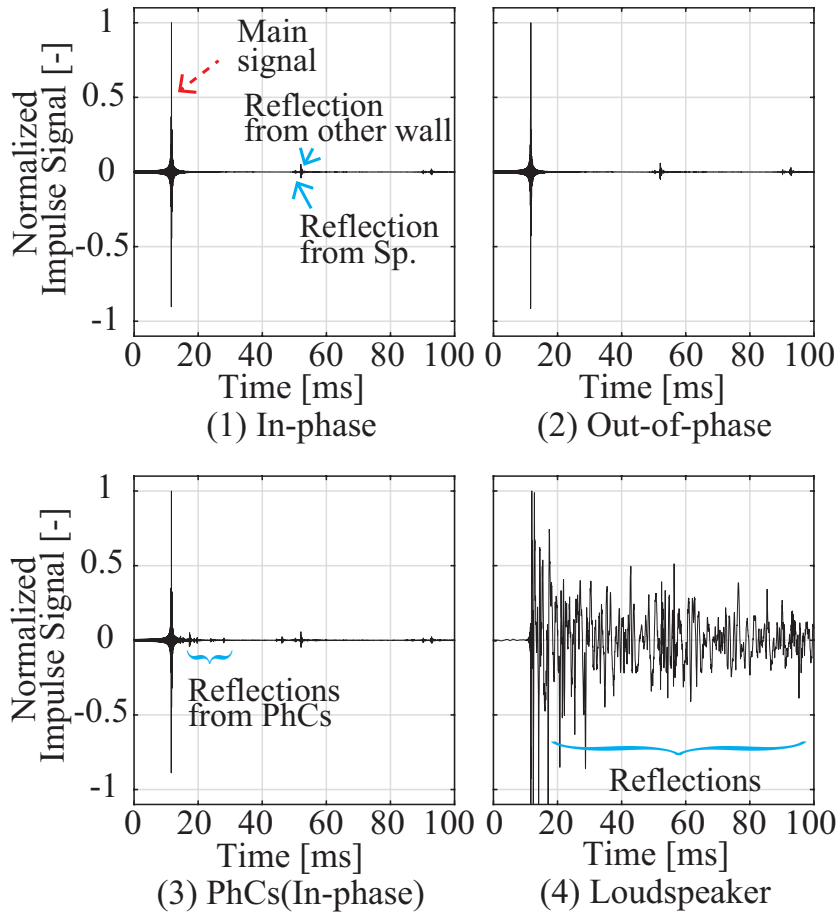 Normalized
Impulse Signal [-]
1
0.5
0
-0.5
-1
Main
signal
Reflection
from other wall
Reflection
from Sp.
0 20 40 60 80 100
Time [ms]
(1) In-phase
0 20 40 60 80 100
Time [ms]
(2) Out-of-phase
Normalized
Impulse Signal [-]
1
0.5
0
-0.5
-1
Reflections
from PhCs
0 20 40 60 80 100
Time [ms]
(3) PhCs(In-phase)
Reflections
0 20 40 60 80 100
Time [ms]
(4) Loudspeaker